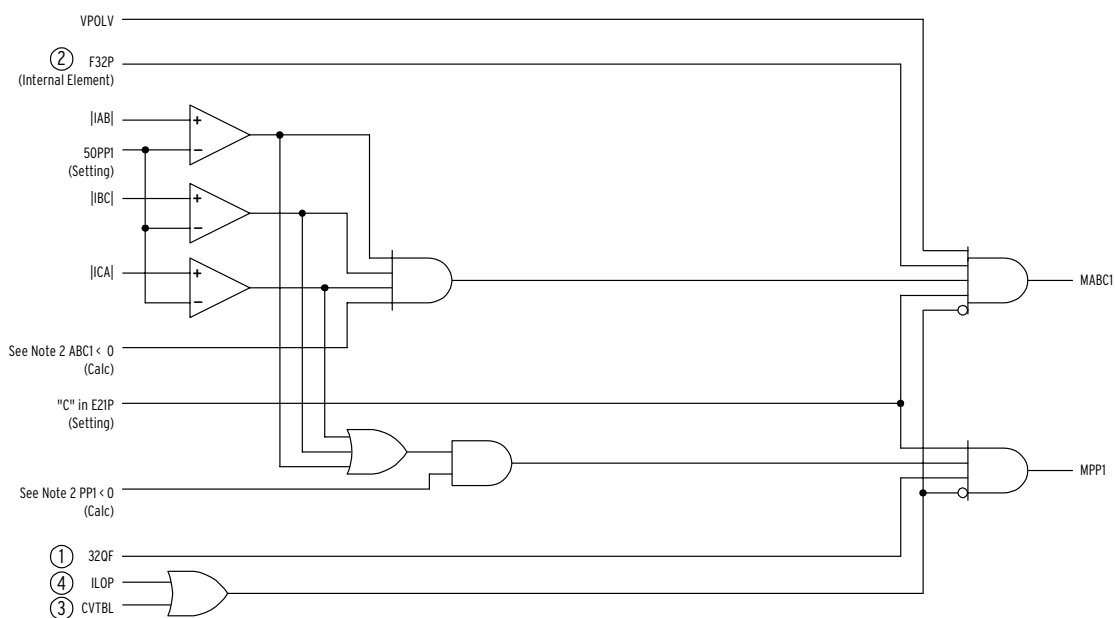 VPOLV
2 F32P
(Internal Element)
|IAB|
+
−
50PP1
(Setting)
|IBC|
+
−
|ICA|
+
−
MABC1
See Note 2 ABC1 < 0
(Calc)
"C" in E21P
(Setting)
MPP1
See Note 2 PP1 < 0
(Calc)
1 32QF
4 ILOP
3 CVTBL